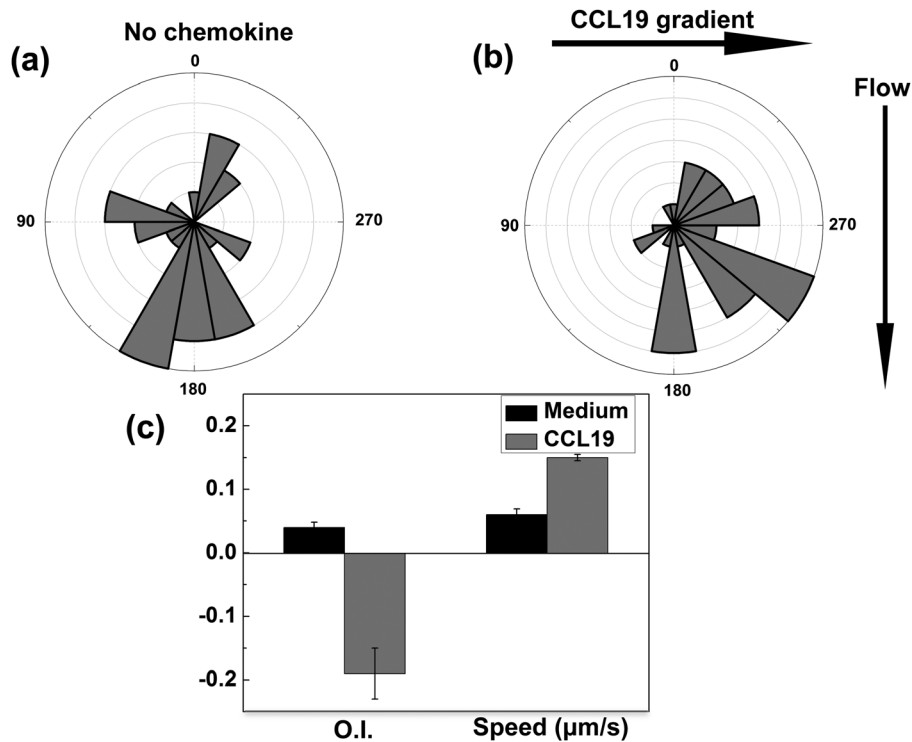 No chemokine
(a)
0
90
270
180
CCL19 gradient
(b)
0
90
270
180
Flow
(c)
Medium
CCL19
0.2
0.1
0.0
-0.1
-0.2
O.I.
Speed (μm/s)